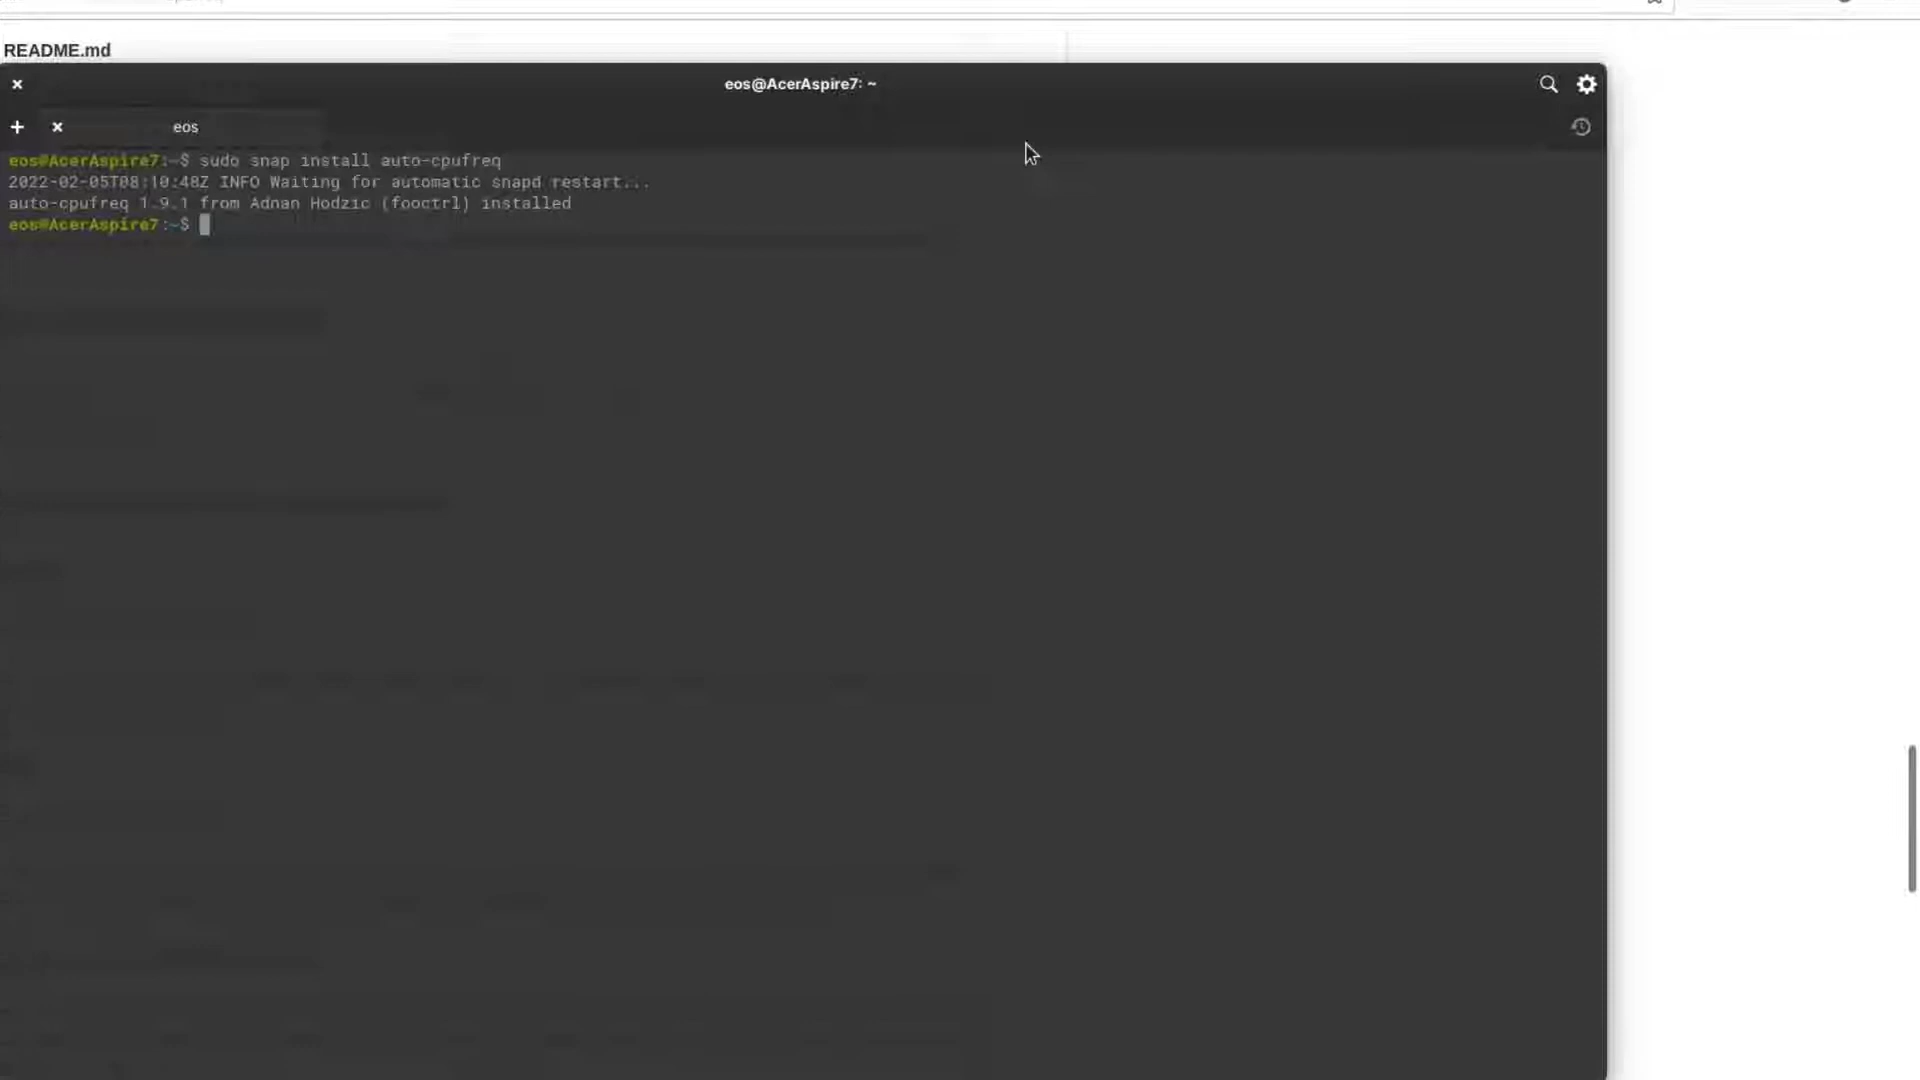 README.md
eos@AcerAspire7: ~
eos
eos@AcerAspire7:~$ sudo snap install auto-cpufreq
2022-02-05T08:10:48Z INFO Waiting for automatic snapd restart...
auto-cpufreq 1.9.1 from Adnan Hodzic (fooctrl) installed
eos@AcerAspire7:~$